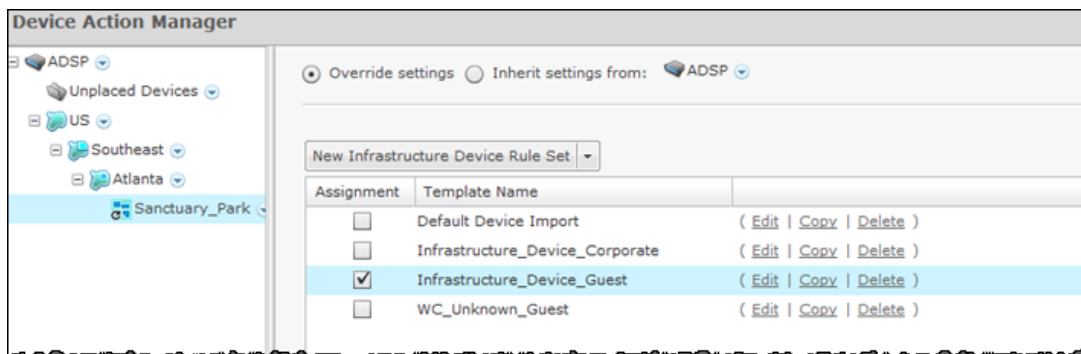 Device Action Manager
ADSP
Unplaced Devices
US
Southeast
Atlanta
Sanctuary_Park
Override settings Inherit settings from: ADSP
New Infrastructure Device Rule Set
Assignment Template Name
Default Device Import ( Edit | Copy | Delete )
Infrastructure_Device_Corporate ( Edit | Copy | Delete )
Infrastructure_Device_Guest ( Edit | Copy | Delete )
WC_Unknown_Guest ( Edit | Copy | Delete )